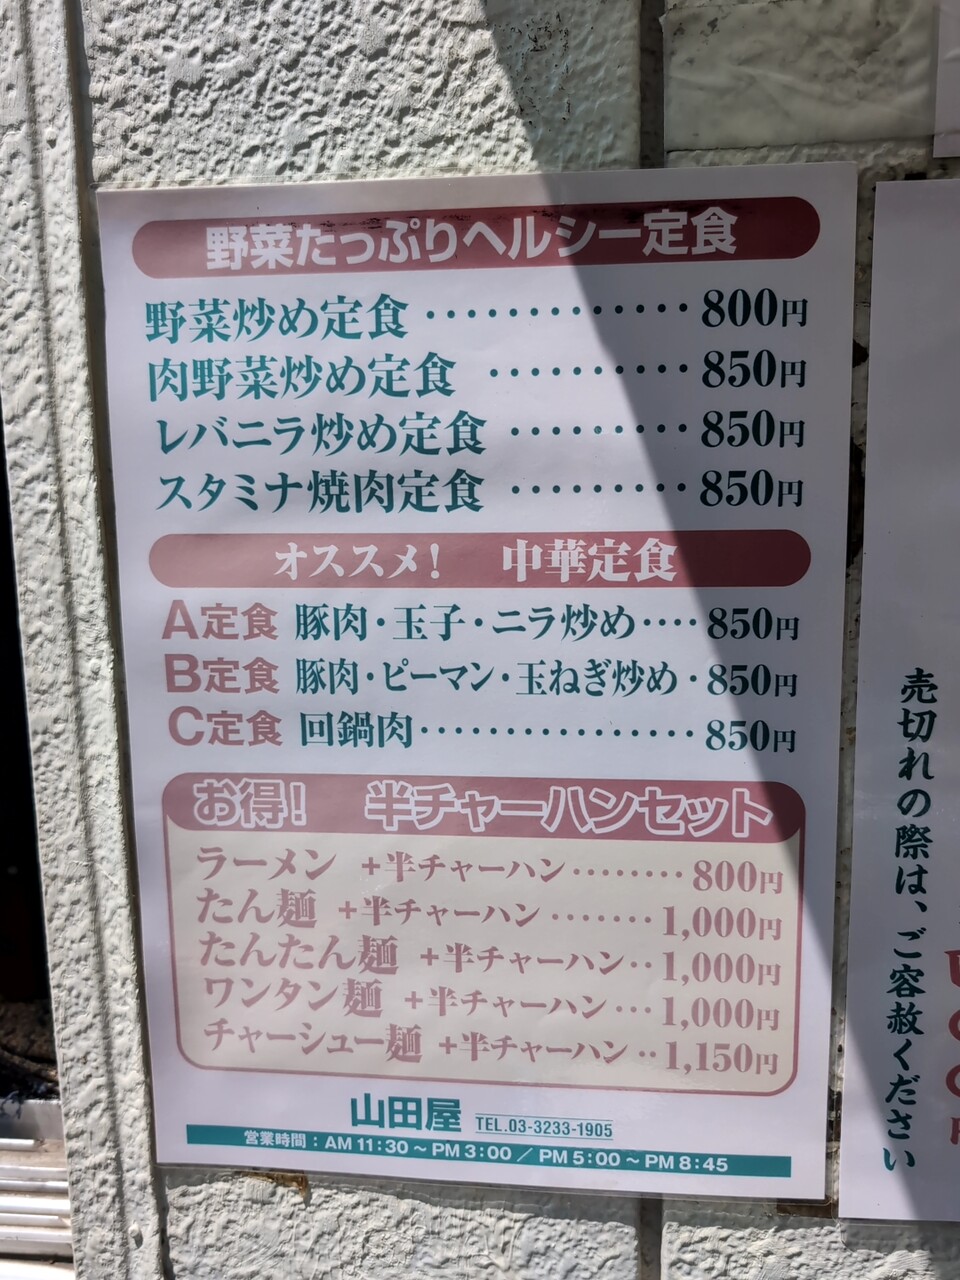 野菜たっぷりヘルシー定食
野菜炒め定食 ‥‥‥‥‥‥‥ 800円
肉野菜炒め定食 ‥‥‥‥‥ 850円
レバニラ炒め定食 ‥‥‥‥‥ 850円
スタミナ焼肉定食 ‥‥‥‥‥ 850円
オススメ! 中華定食
A定食 豚肉・玉子・ニラ炒め‥‥850円
B定食 豚肉・ピーマン・玉ねぎ炒め・850円
C定食 回鍋肉‥‥‥‥‥‥‥‥850円
お得! 半チャーハンセット
ラーメン +半チャーハン‥‥‥‥800円
たん麺 +半チャーハン‥‥‥‥1,000円
たんたん麺 +半チャーハン‥1,000円
ワンタン麺 +半チャーハン‥・1,000円
チャーシュー麺 +半チャーハン‥1,150円
山田屋 TEL.03-3233-1905
営業時間：AM 11:30～PM 3:00／PM 5:00～PM 8:45
売切れの際は、ご容赦ください